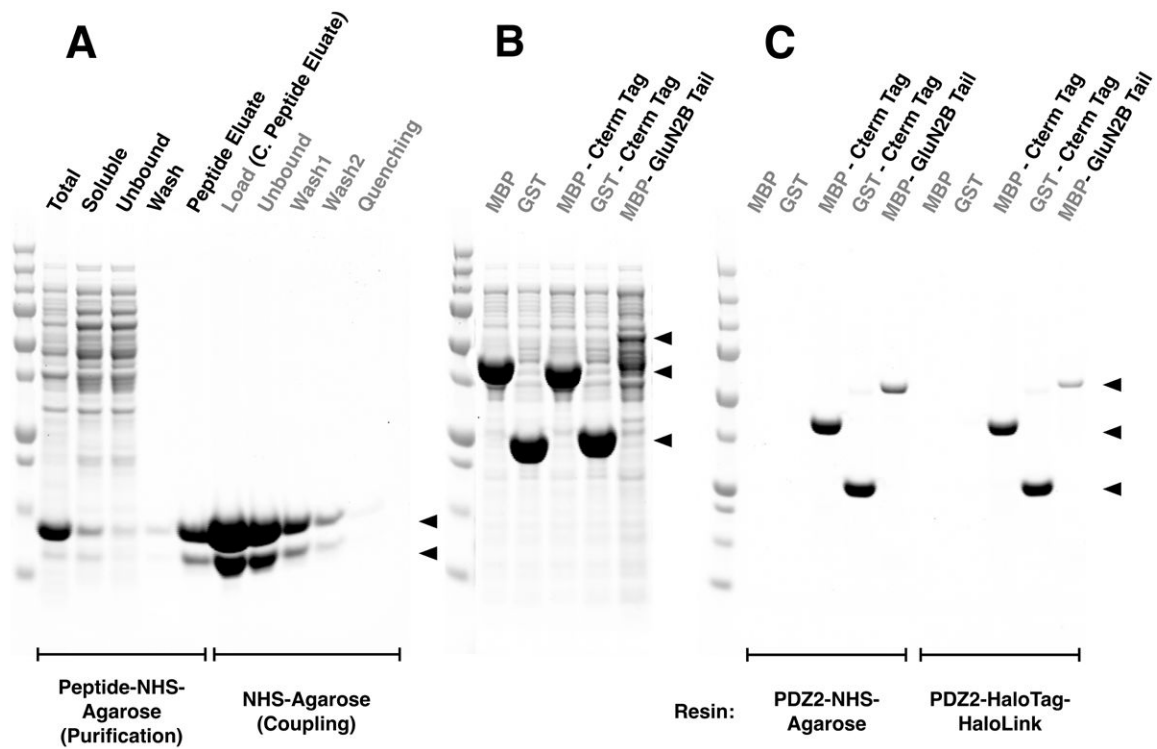 A
B
C
Total
Soluble
Unbound
Wash
Peptide Eluate
Load (C. Peptide Eluate)
Unbound
Wash1
Wash2
Quenching
MBP
GST
MBP - Cterm Tag
GST - Cterm Tag
MBP- GluN2B Tail
MBP
GST
MBP - Cterm Tag
GST - Cterm Tag
MBP- GluN2B Tail
MBP
GST
MBP - Cterm Tag
GST - Cterm Tag
MBP- GluN2B Tail
Peptide-NHS-
Agarose
(Purification)
NHS-Agarose
(Coupling)
Resin:
PDZ2-NHS-
Agarose
PDZ2-HaloTag-
HaloLink